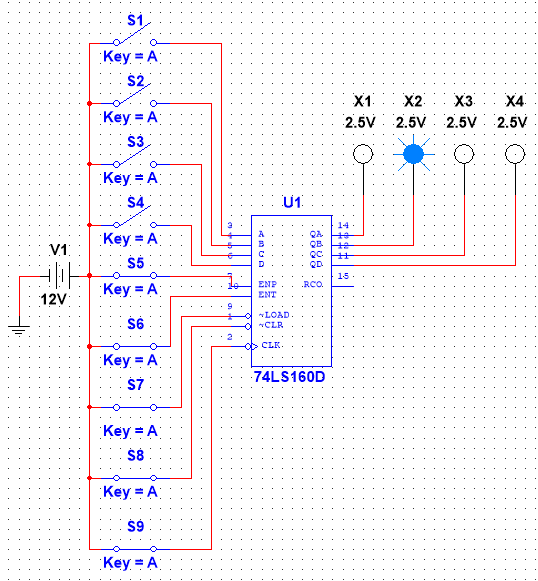 S1
Key = A
S2
Key = A
S3
Key = A
S4
Key = A
S5
Key = A
S6
Key = A
S7
Key = A
S8
Key = A
S9
Key = A
V1
12V
X1 X2 X3 X4
2.5V 2.5V 2.5V 2.5V
U1
3 A QA 14
4 B QB 13
5 C QC 12
6 D QD 11
7 ENP RCO 15
10 ENT
9 ~LOAD
1 ~CLR
2 CLK
74LS160D